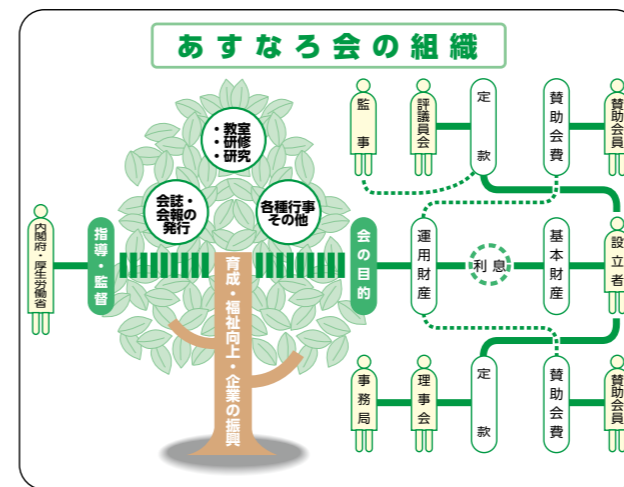 あすなろ会の組織
・教室
・研修
・研究
会誌・
会報の
発行
各種行事
その他
内閣府・厚生労働省
指導・監督
育成・福祉向上・企業の振興
会の目的
監事
評議員会
定款
賛助会費
賛助会員
運用財産
利息
基本財産
設立者
事務局
理事会
定款
賛助会費
賛助会員